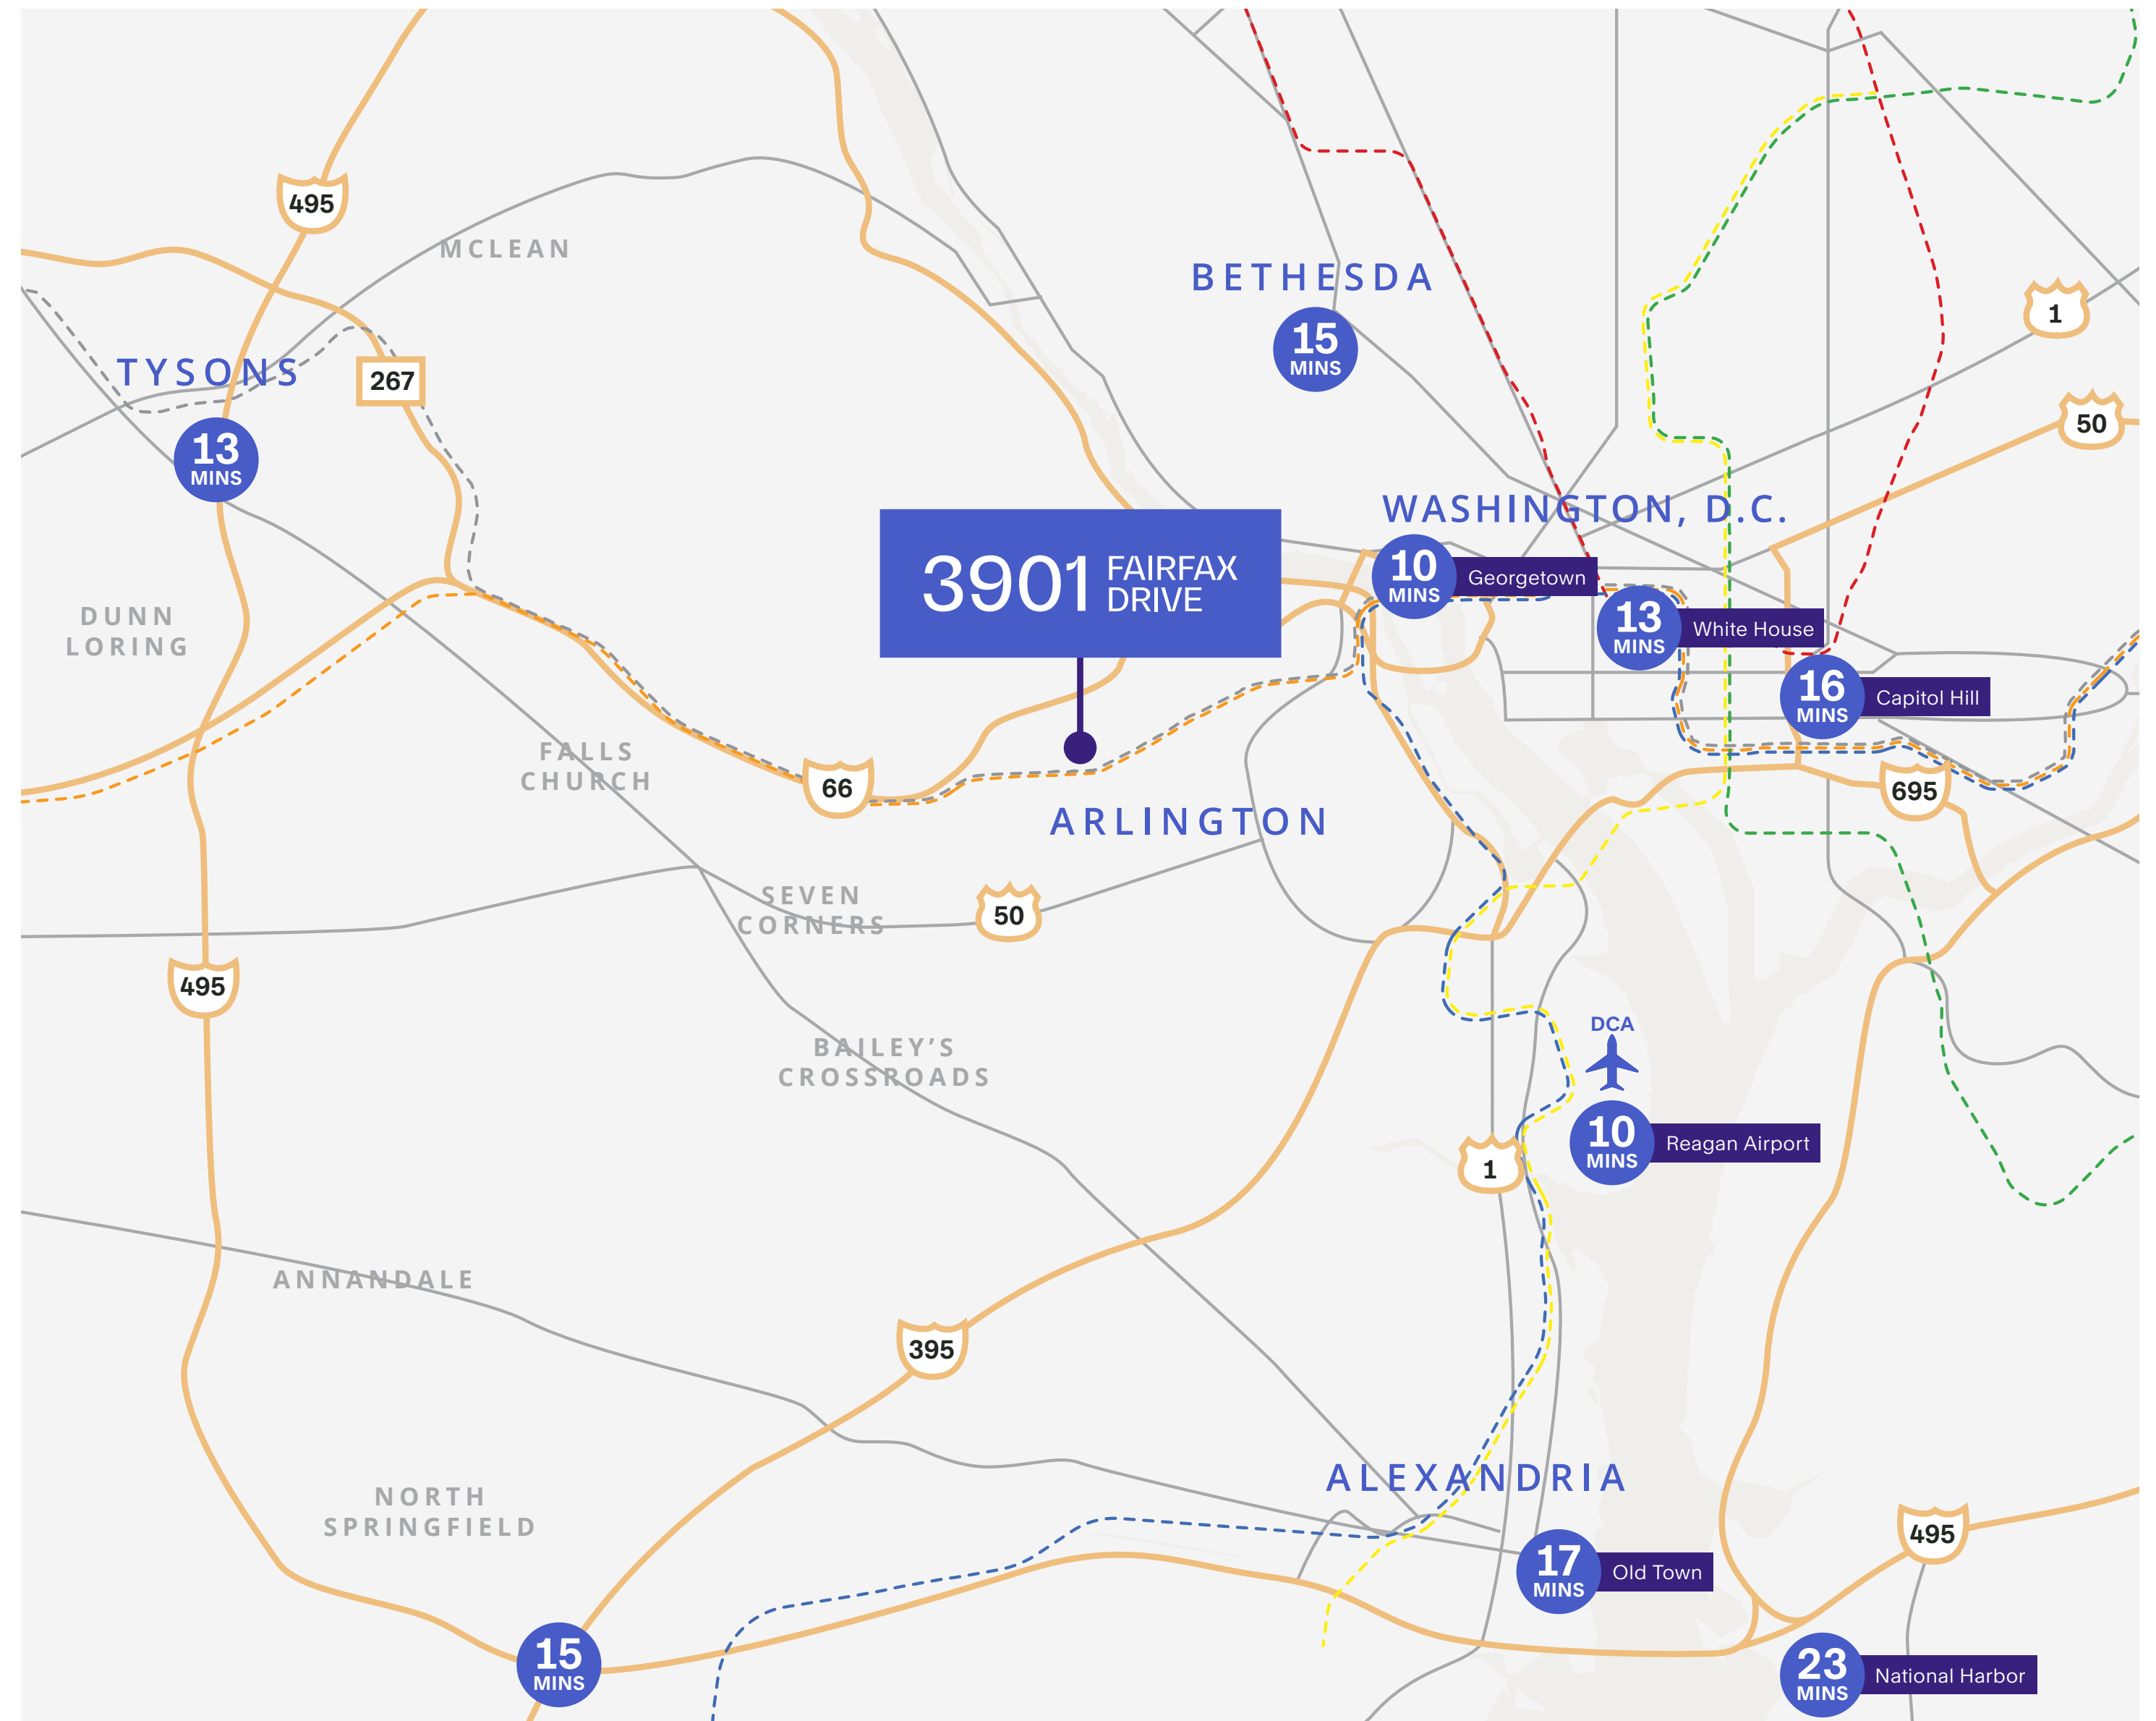 495
MCLEAN
BETHESDA
15
MINS
1
TYSONS
267
50
13
MINS
WASHINGTON, D.C.
3901 FAIRFAX
DRIVE
10
MINS
Georgetown
DUNN
LORING
13
MINS
White House
16
MINS
Capitol Hill
FALLS
CHURCH
66
695
ARLINGTON
SEVEN
CORNERS
50
495
DCA
BAILEY’S
CROSSROADS
10
MINS
Reagan Airport
1
ANNANDALE
395
ALEXANDRIA
NORTH
SPRINGFIELD
495
17
MINS
Old Town
15
MINS
23
MINS
National Harbor